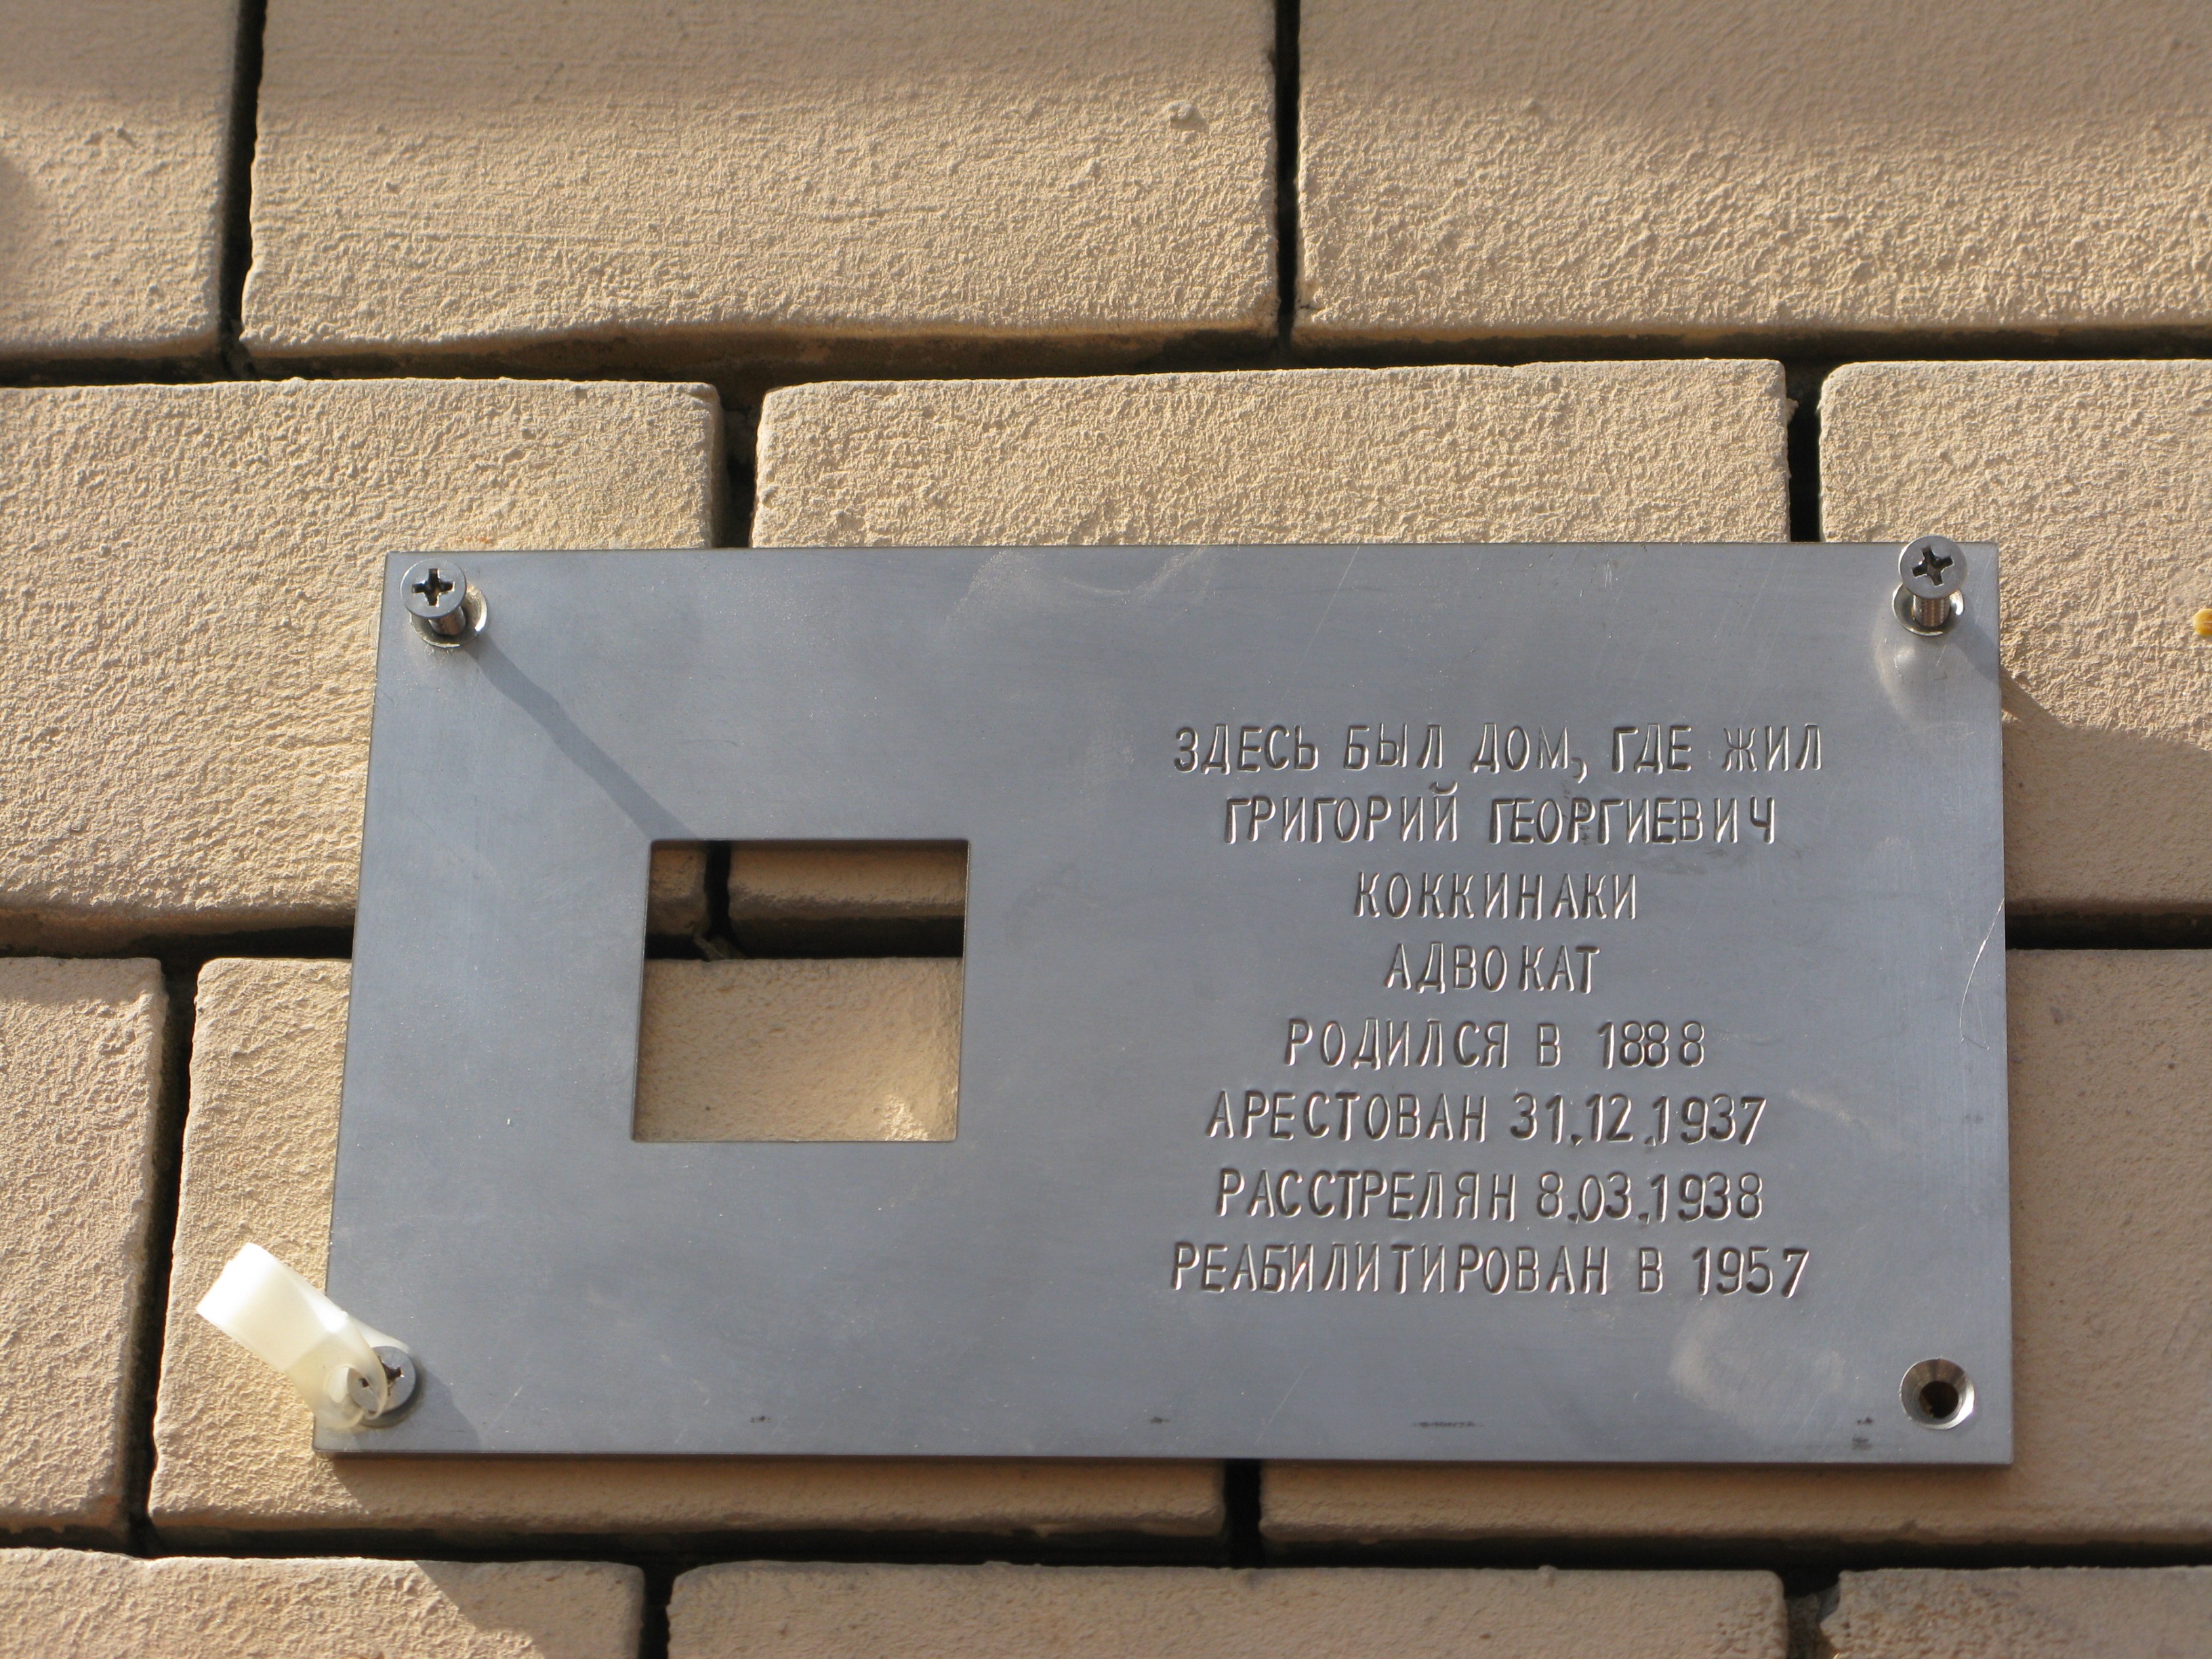 ЗДЕСЬ БЫЛ ДОМ, ГДЕ ЖИЛ
ГРИГОРИЙ ГЕОРГИЕВИЧ
КОККИНАКИ
АДВОКАТ
РОДИЛСЯ В 1888
АРЕСТОВАН 31.12.1937
РАССТРЕЛЯН 8.03.1938
РЕАБИЛИТИРОВАН В 1957